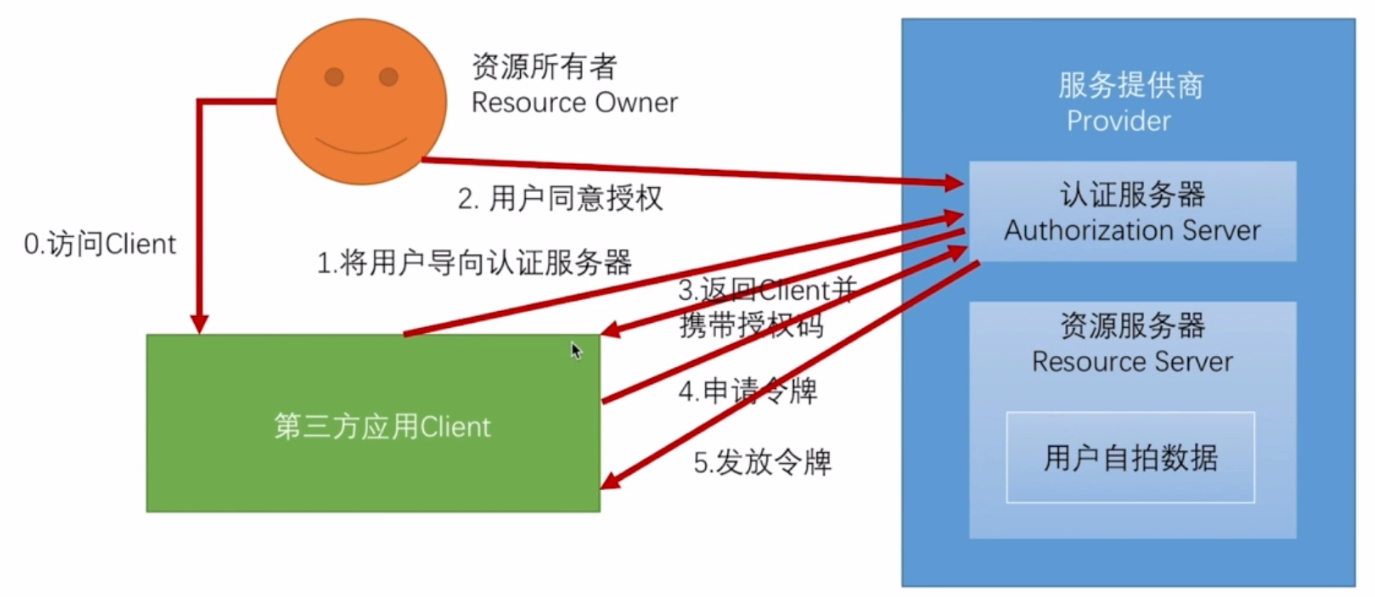 资源所有者
Resource Owner
服务提供商
Provider
认证服务器
Authorization Server
2. 用户同意授权
0.访问Client
1.将用户导向认证服务器
3.返回Client并
携带授权码
资源服务器
Resource Server
4.申请令牌
第三方应用Client
5.发放令牌
用户自拍数据